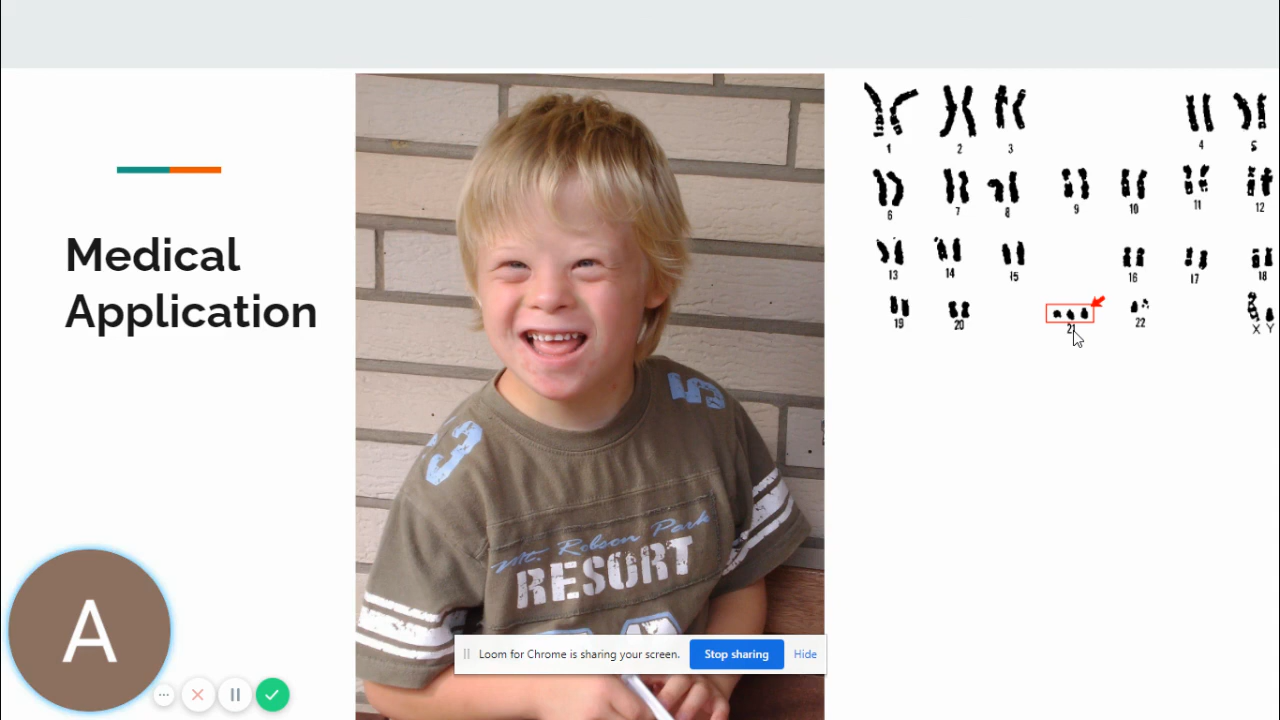 Medical
Application
53
5
Mt. Robson Park
RESORT
1 2 3 4 5
6 7 8 9 10 11 12
13 14 15 16 17 18
19 20 21 22 X Y
A
Loom for Chrome is sharing your screen. Stop sharing Hide